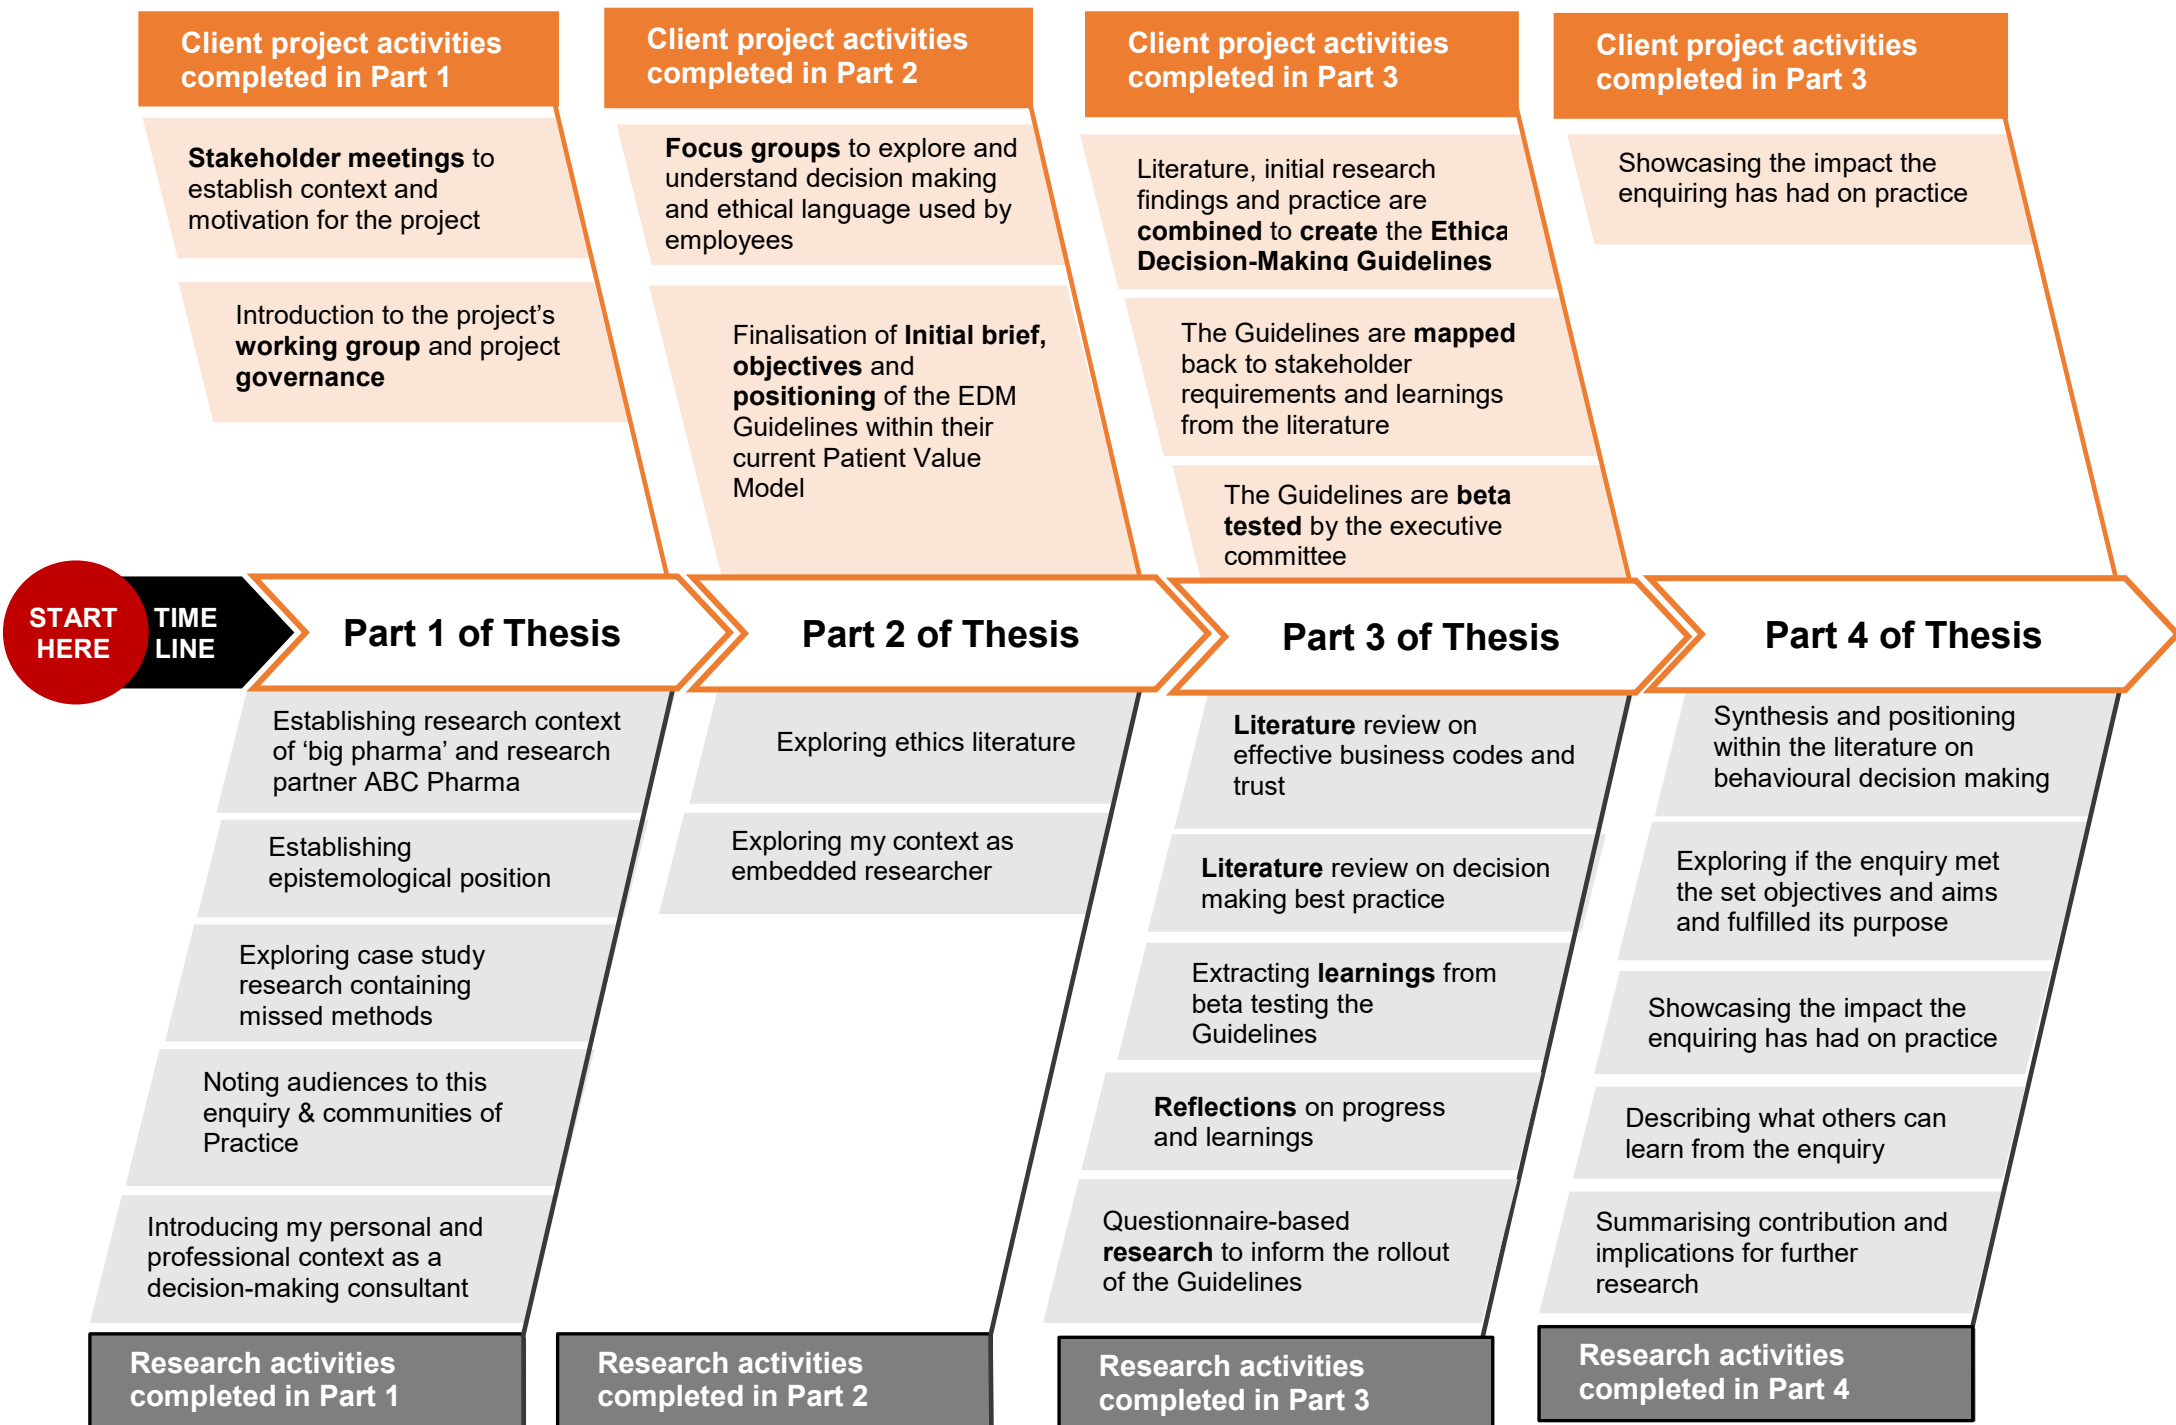 Client project activities
completed in Part 1
Stakeholder meetings to
establish context and
motivation for the project
Introduction to the project’s
working group and project
governance
Client project activities
completed in Part 2
Focus groups to explore and
understand decision making
and ethical language used by
employees
Finalisation of Initial brief,
objectives and
positioning of the EDM
Guidelines within their
current Patient Value
Model
Client project activities
completed in Part 3
Literature, initial research
findings and practice are
combined to create the Ethica
Decision-Making Guidelines
The Guidelines are mapped
back to stakeholder
requirements and learnings
from the literature
The Guidelines are beta
tested by the executive
committee
Client project activities
completed in Part 3
Showcasing the impact the
enquiring has had on practice
START
HERE
TIME
LINE
Part 1 of Thesis
Part 2 of Thesis
Part 3 of Thesis
Part 4 of Thesis
Establishing research context
of ‘big pharma’ and research
partner ABC Pharma
Establishing
epistemological position
Exploring case study
research containing
missed methods
Noting audiences to this
enquiry & communities of
Practice
Introducing my personal and
professional context as a
decision-making consultant
Research activities
completed in Part 1
Exploring ethics literature
Exploring my context as
embedded researcher
Research activities
completed in Part 2
Literature review on
effective business codes and
trust
Literature review on decision
making best practice
Extracting learnings from
beta testing the
Guidelines
Reflections on progress
and learnings
Questionnaire-based
research to inform the rollout
of the Guidelines
Research activities
completed in Part 3
Synthesis and positioning
within the literature on
behavioural decision making
Exploring if the enquiry met
the set objectives and aims
and fulfilled its purpose
Showcasing the impact the
enquiring has had on practice
Describing what others can
learn from the enquiry
Summarising contribution and
implications for further
research
Research activities
completed in Part 4